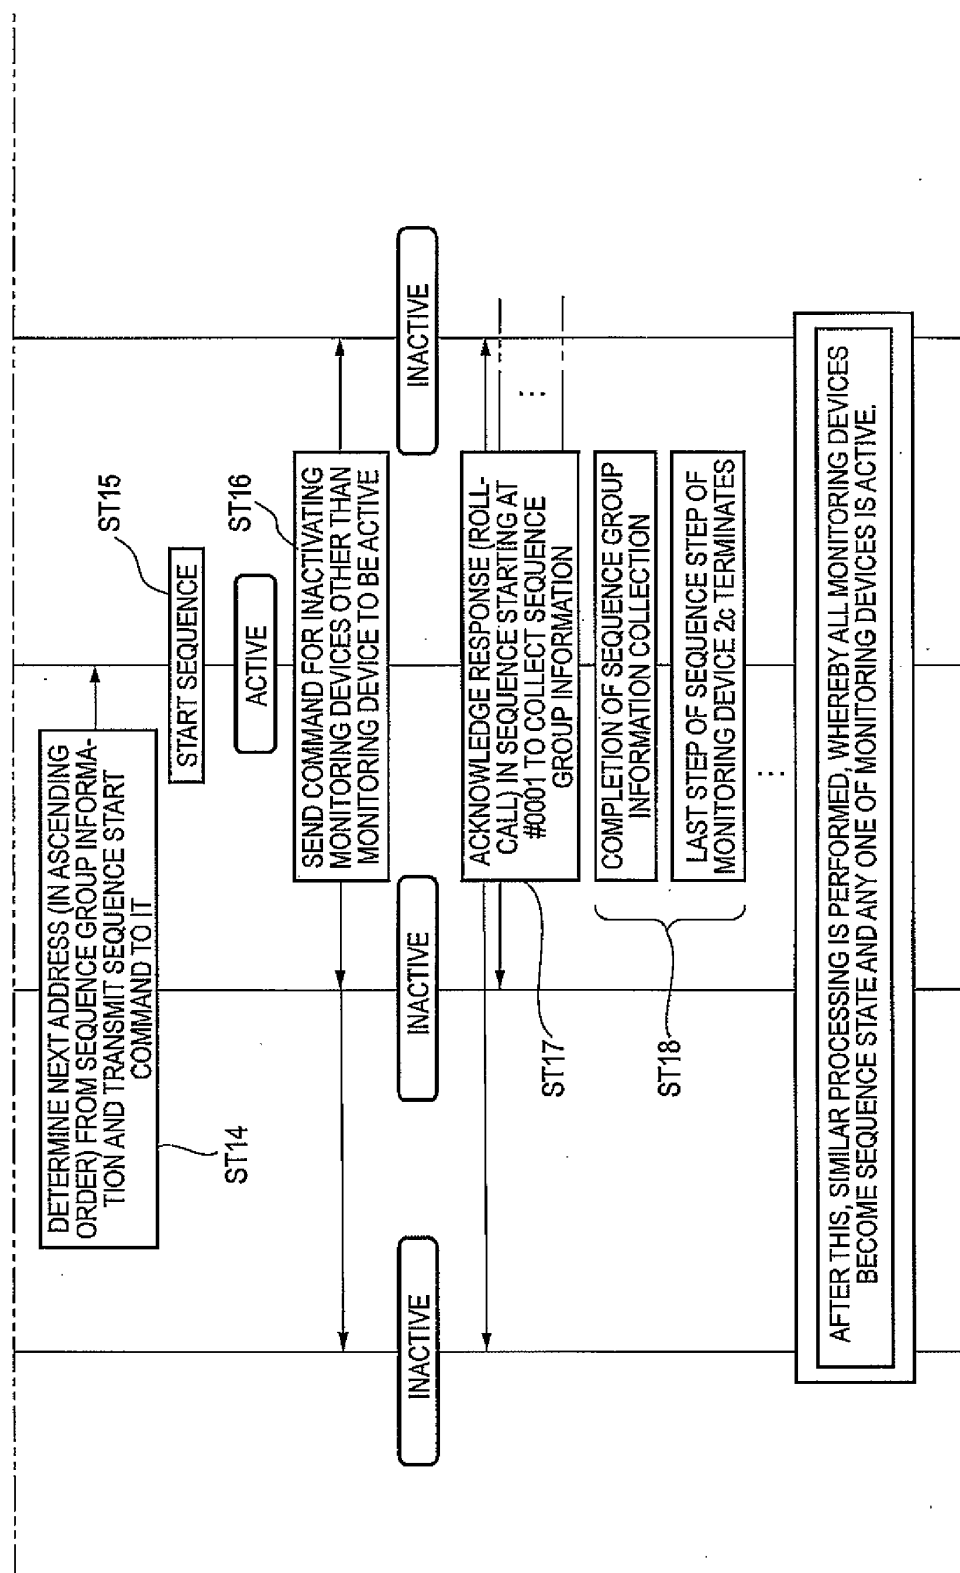 DETERMINE NEXT ADDRESS (IN ASCENDING
ORDER) FROM SEQUENCE GROUP INFORMA-
TION AND TRANSMIT SEQUENCE START
COMMAND TO IT
ST14
START SEQUENCE
ST15
ACTIVE
SEND COMMAND FOR INACTIVATING
MONITORING DEVICES OTHER THAN
MONITORING DEVICE TO BE ACTIVE
ST16
INACTIVE
INACTIVE
INACTIVE
ACKNOWLEDGE RESPONSE (ROLL-
CALL) IN SEQUENCE STARTING AT
#0001 TO COLLECT SEQUENCE
GROUP INFORMATION
ST17
COMPLETION OF SEQUENCE GROUP
INFORMATION COLLECTION
LAST STEP OF SEQUENCE STEP OF
MONITORING DEVICE 2c TERMINATES
ST18
AFTER THIS, SIMILAR PROCESSING IS PERFORMED, WHEREBY ALL MONITORING DEVICES
BECOME SEQUENCE STATE AND ANY ONE OF MONITORING DEVICES IS ACTIVE.